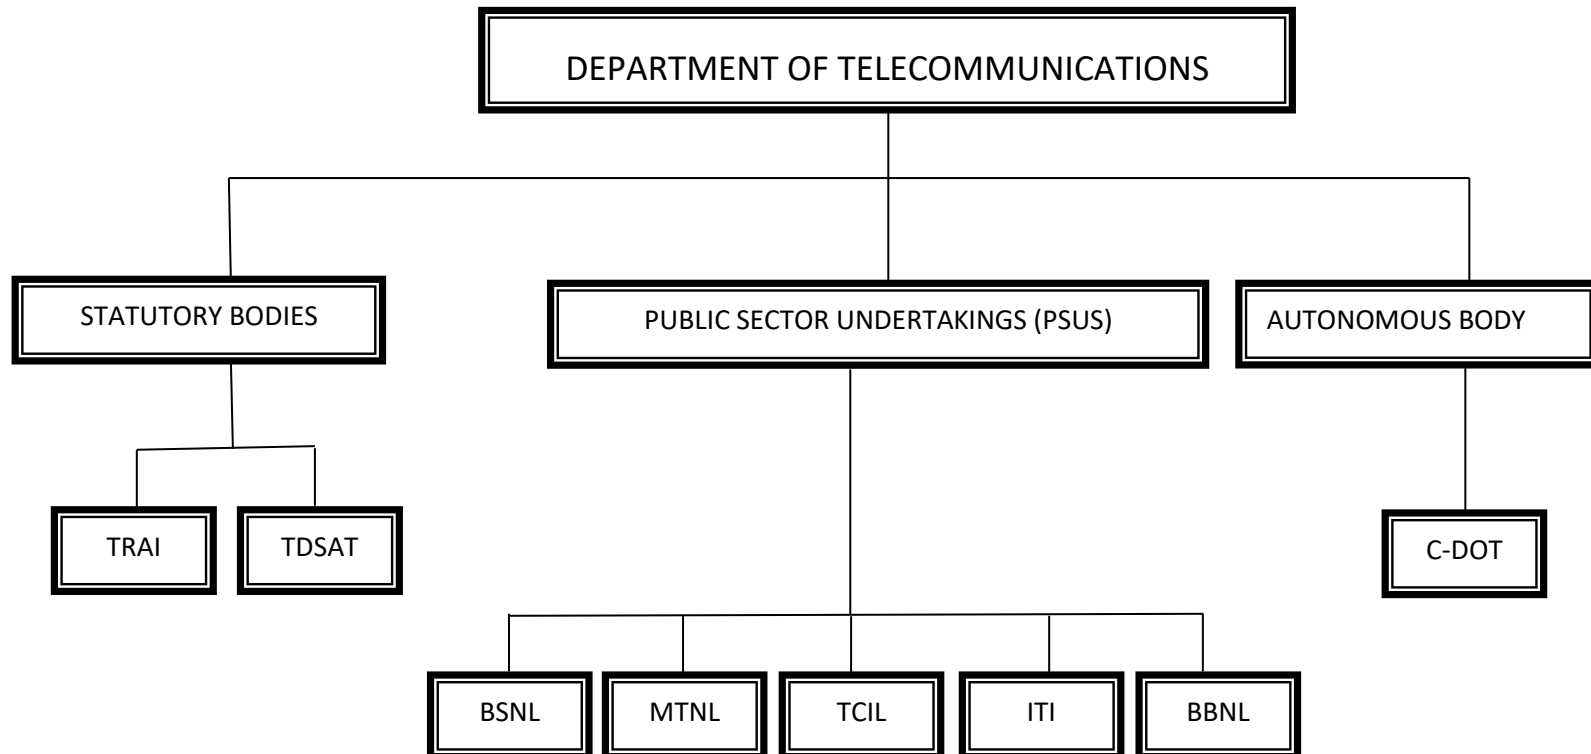 DEPARTMENT OF TELECOMMUNICATIONS
STATUTORY BODIES
PUBLIC SECTOR UNDERTAKINGS (PSUS)
AUTONOMOUS BODY
TRAI
TDSAT
C-DOT
BSNL
MTNL
TCIL
ITI
BBNL